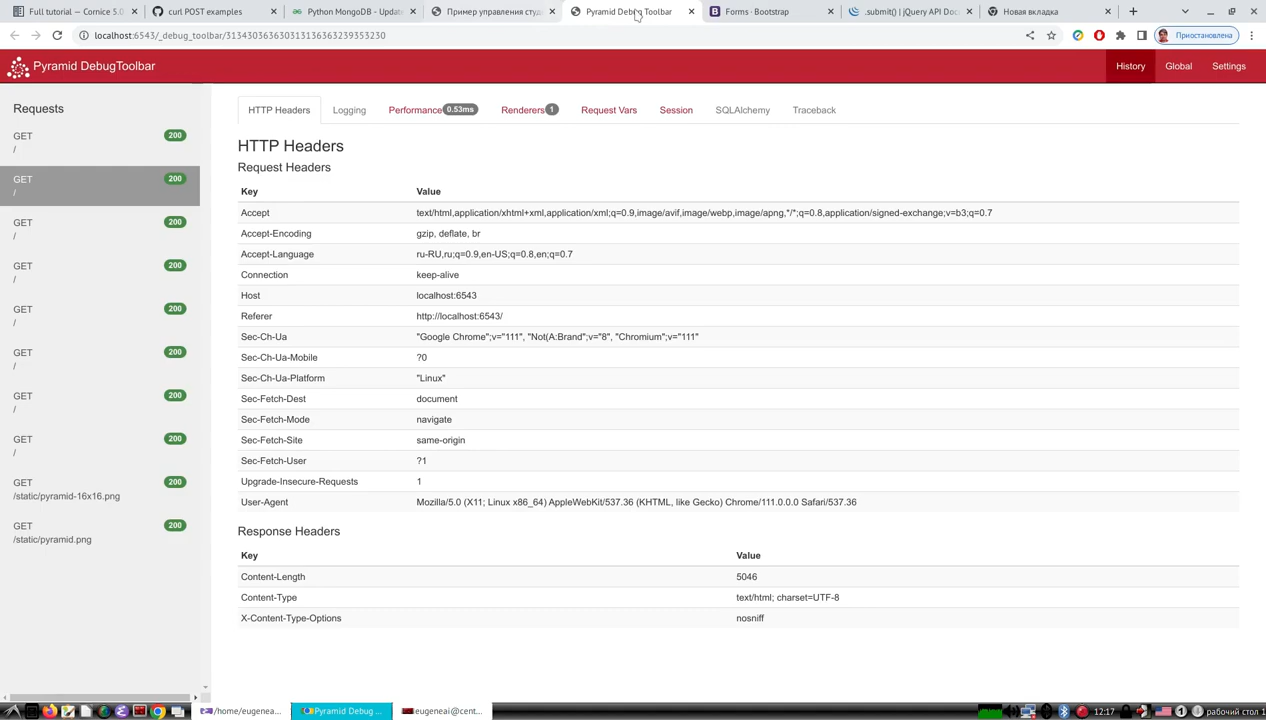 Full tutorial — Cornice 5.0
curl POST examples
Python MongoDB - Update
Пример управления студ
Pyramid Debug Toolbar
Forms · Bootstrap
.submit() | jQuery API Doc
Новая вкладка
localhost:6543/_debug_toolbar/313430363630313136363239353230
Приостановлена
Pyramid DebugToolbar
History
Global
Settings
Requests
GET 200
/
GET 200
/
GET 200
/
GET 200
/
GET 200
/
GET 200
/
GET 200
/
GET 200
/
GET 200
/static/pyramid-16x16.png
GET 200
/static/pyramid.png
HTTP Headers
Logging
Performance 0.53ms
Renderers 1
Request Vars
Session
SQLAlchemy
Traceback
HTTP Headers
Request Headers
Key Value
Accept text/html,application/xhtml+xml,application/xml;q=0.9,image/avif,image/webp,image/apng,*/*;q=0.8,application/signed-exchange;v=b3;q=0.7
Accept-Encoding gzip, deflate, br
Accept-Language ru-RU,ru;q=0.9,en-US;q=0.8,en;q=0.7
Connection keep-alive
Host localhost:6543
Referer http://localhost:6543/
Sec-Ch-Ua "Google Chrome";v="111", "Not(A:Brand";v="8", "Chromium";v="111"
Sec-Ch-Ua-Mobile ?0
Sec-Ch-Ua-Platform "Linux"
Sec-Fetch-Dest document
Sec-Fetch-Mode navigate
Sec-Fetch-Site same-origin
Sec-Fetch-User ?1
Upgrade-Insecure-Requests 1
User-Agent Mozilla/5.0 (X11; Linux x86_64) AppleWebKit/537.36 (KHTML, like Gecko) Chrome/111.0.0.0 Safari/537.36
Response Headers
Key Value
Content-Length 5046
Content-Type text/html; charset=UTF-8
X-Content-Type-Options nosniff
/home/eugenea...
Pyramid Debug ...
eugeneai@cent...
12:17
1
рабочий стол 1